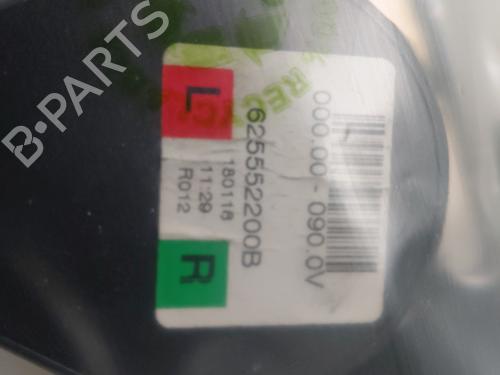 000.00 - 090.0V
625552200B
180118
11:29
R012
L
R
B-PARTS